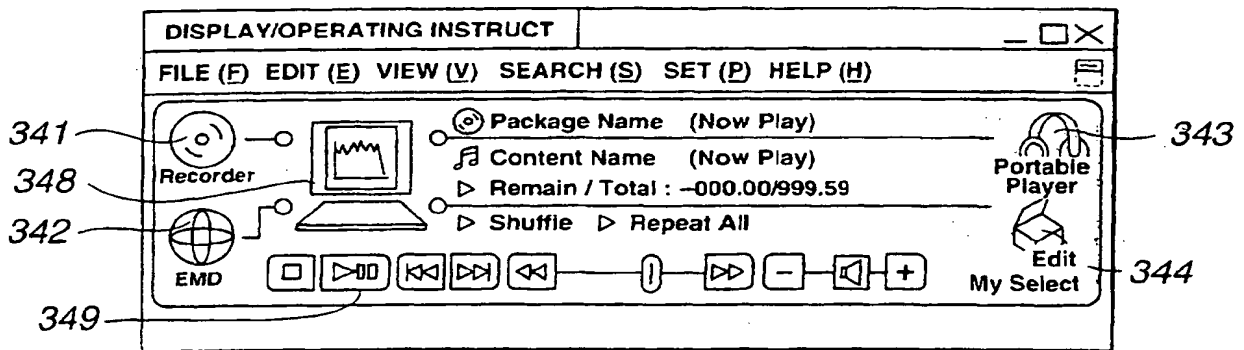 DISPLAY/OPERATING INSTRUCT
FILE (F) EDIT (E) VIEW (V) SEARCH (S) SET (P) HELP (H)
341
Recorder
348
342
EMD
349
Package Name (Now Play)
Content Name (Now Play)
Remain / Total : –000.00/999.59
Shuffle Repeat All
343
Portable
Player
Edit
My Select
344